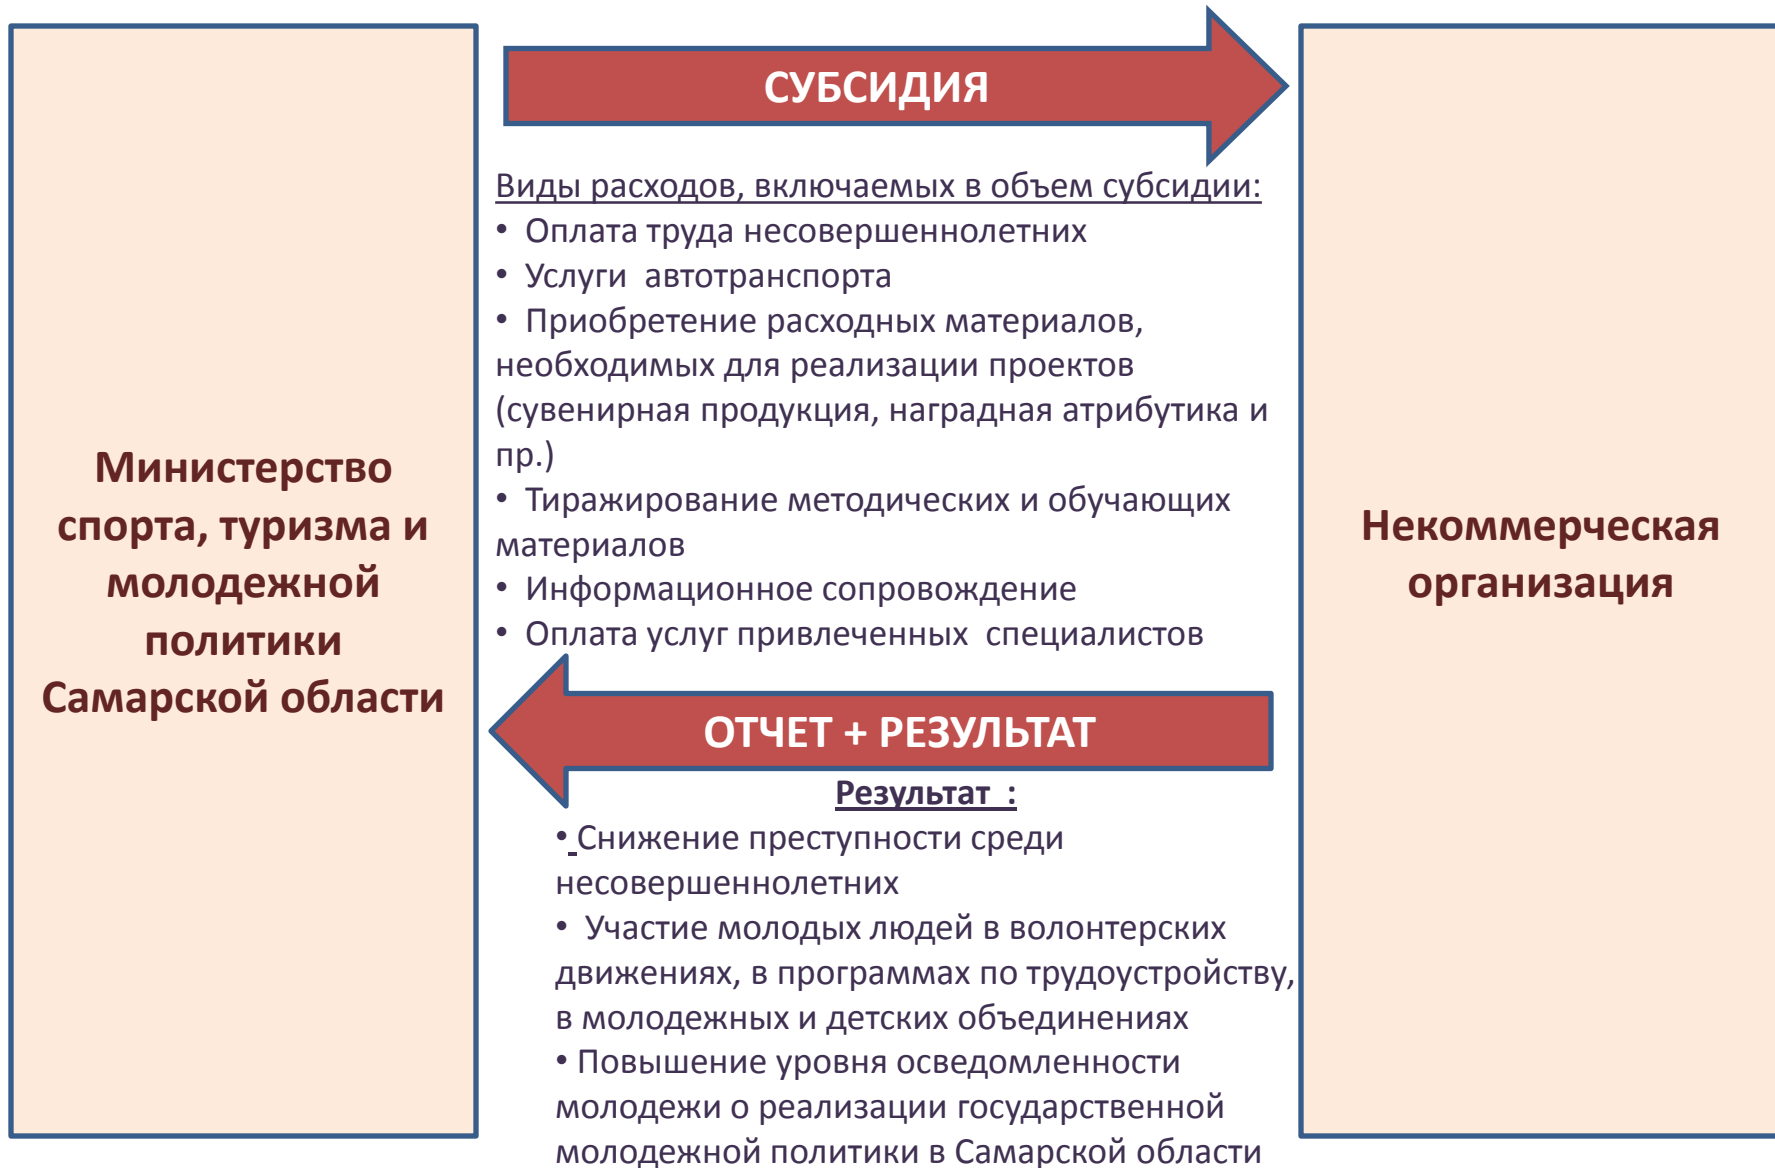 Министерство
спорта, туризма и
молодежной
политики
Самарской области
СУБСИДИЯ
Виды расходов, включаемых в объем субсидии:
• Оплата труда несовершеннолетних
• Услуги  автотранспорта
• Приобретение расходных материалов,
необходимых для реализации проектов
(сувенирная продукция, наградная атрибутика и
пр.)
• Тиражирование методических и обучающих
материалов
• Информационное сопровождение
• Оплата услуг привлеченных  специалистов
ОТЧЕТ + РЕЗУЛЬТАТ
Результат  :
• Снижение преступности среди
несовершеннолетних
• Участие молодых людей в волонтерских
движениях, в программах по трудоустройству,
в молодежных и детских объединениях
• Повышение уровня осведомленности
молодежи о реализации государственной
молодежной политики в Самарской области
Некоммерческая
организация